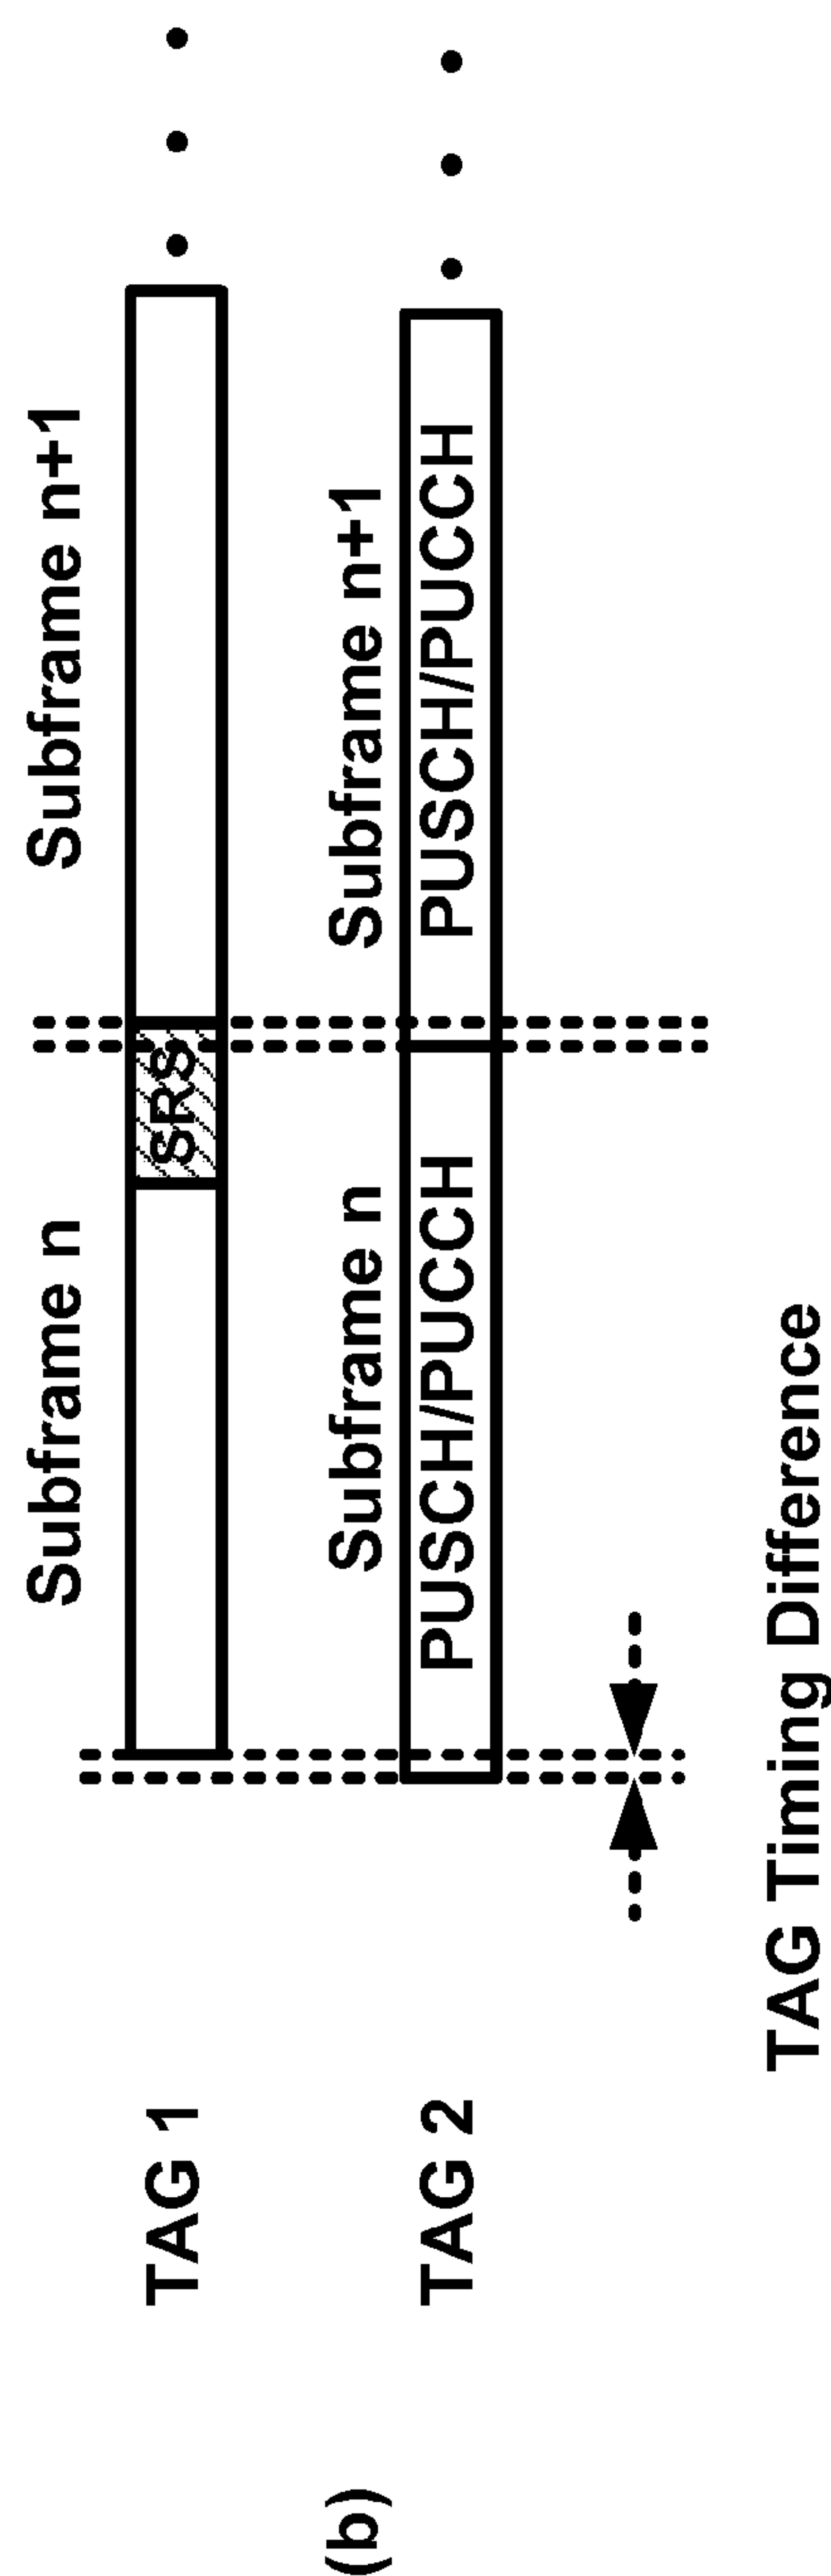 (b)
TAG 1
Subframe n
Subframe n+1
SRS
TAG 2
Subframe n
Subframe n+1
PUSCH/PUCCH
PUSCH/PUCCH
TAG Timing Difference